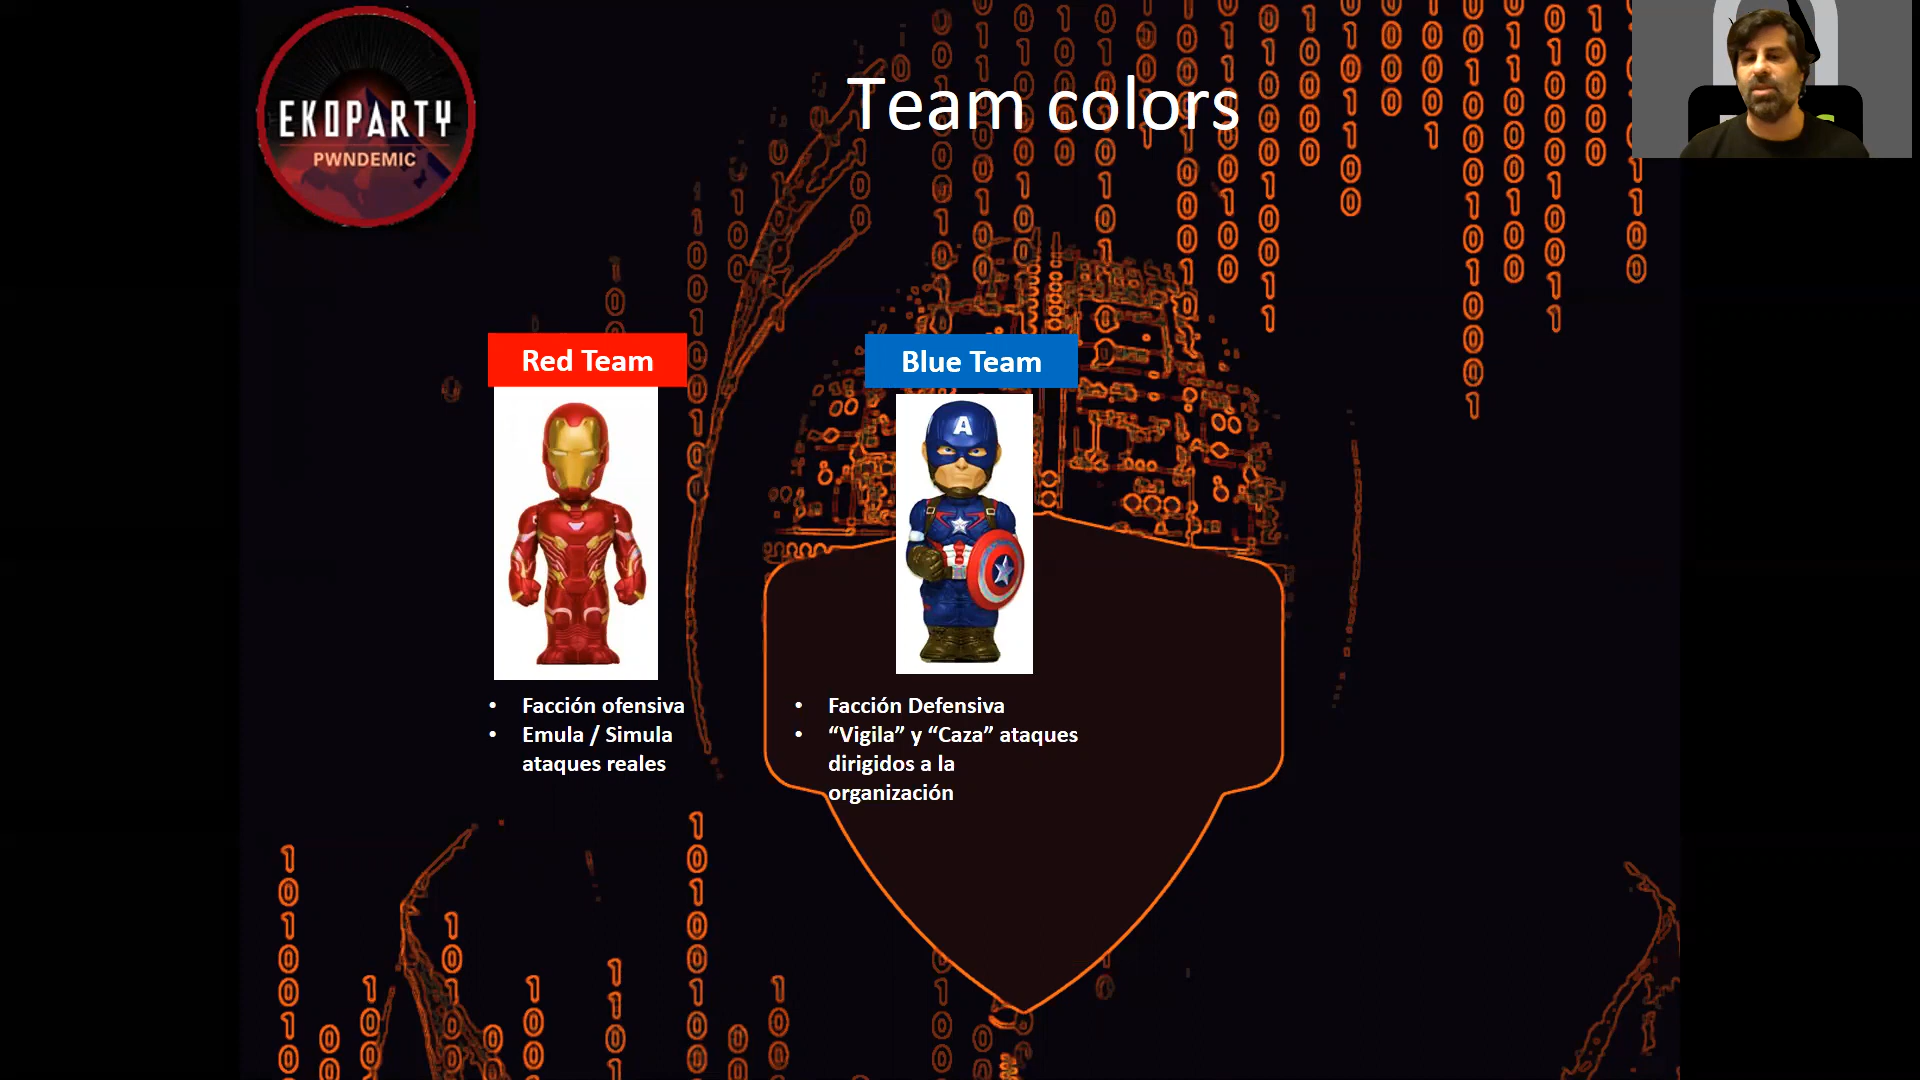 EKOPARTY
PWNDEMIC
Team colors
Red Team
Blue Team
A
• Facción ofensiva
• Emula / Simula
ataques reales
• Facción Defensiva
• “Vigila” y “Caza” ataques
dirigidos a la
organización